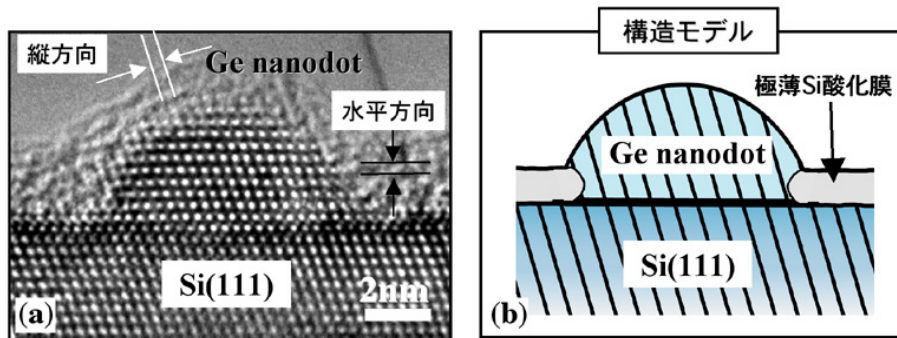 縦方向
Ge nanodot
水平方向
Si(111)
2nm
(a)
構造モデル
極薄Si酸化膜
Ge nanodot
Si(111)
(b)